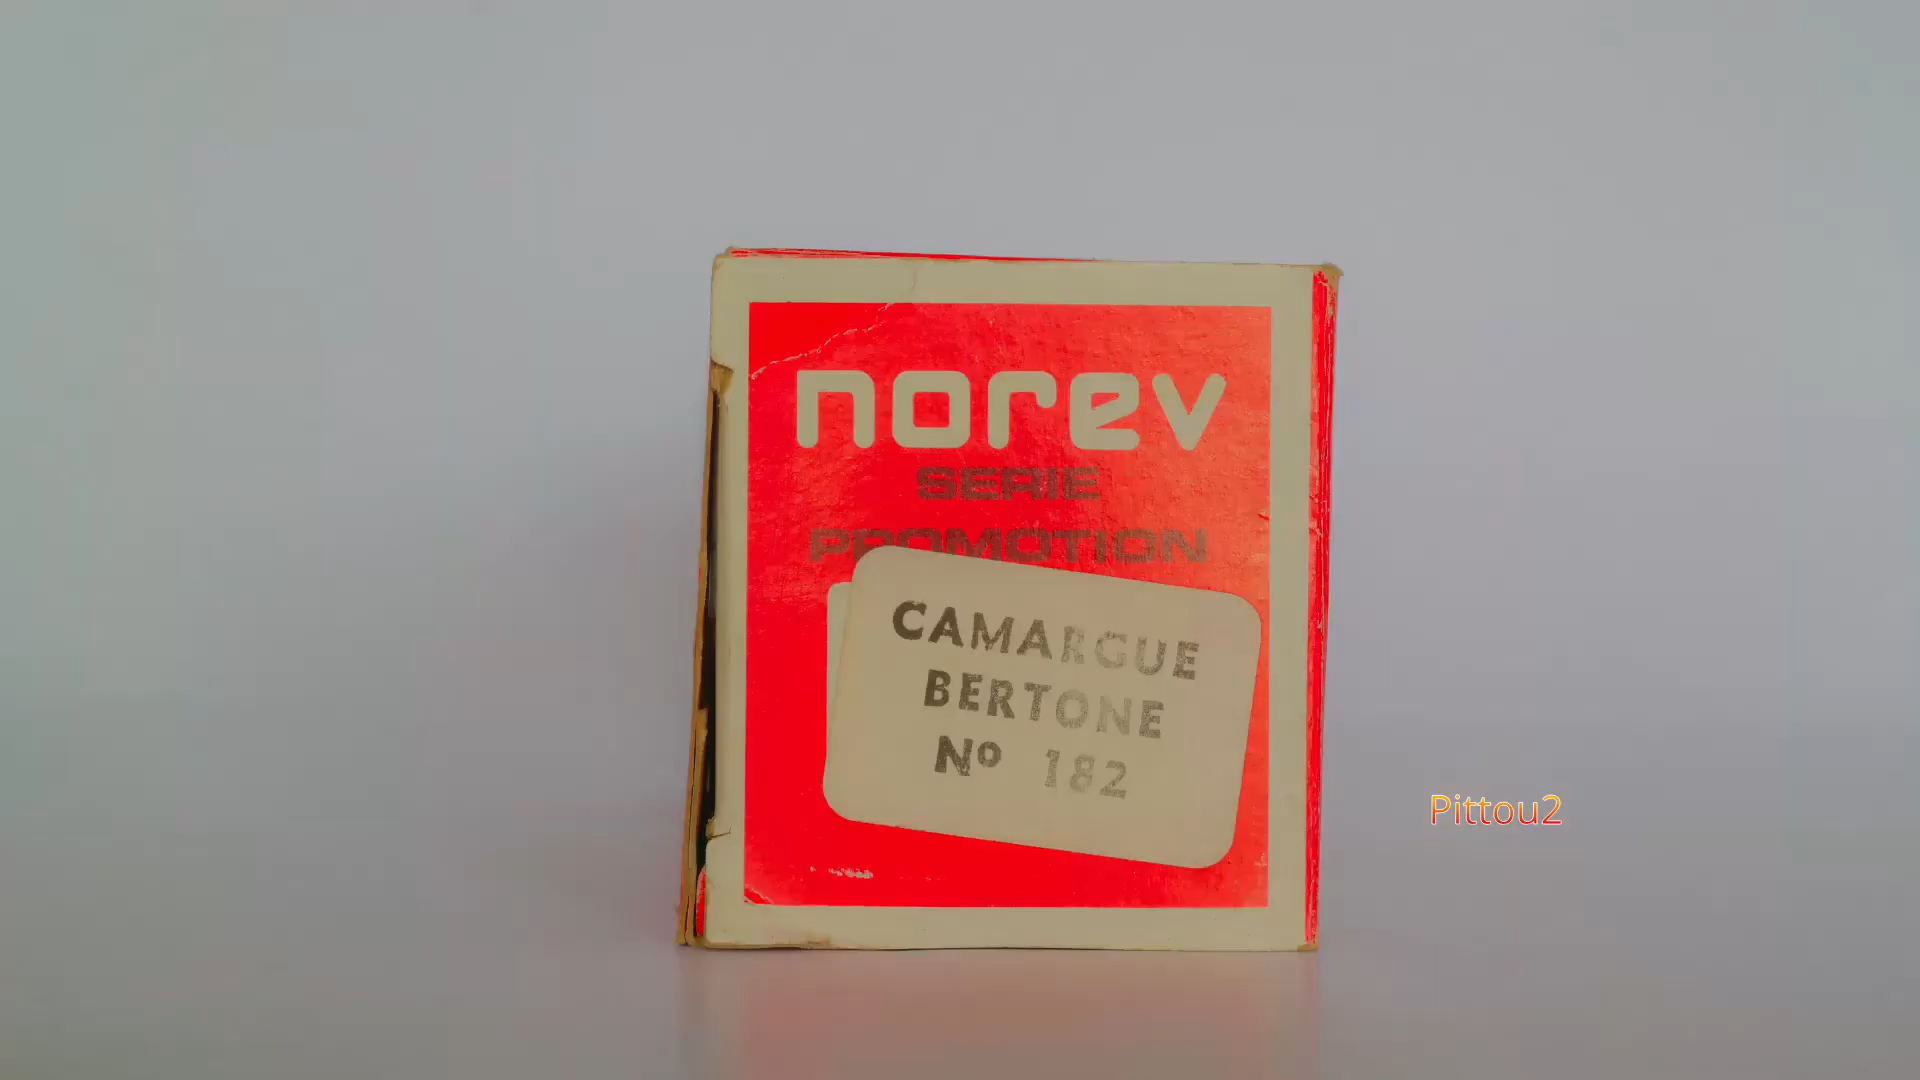 norev
SERIE
PROMOTION
CAMARGUE
BERTONE
Nº 182
Pittou2